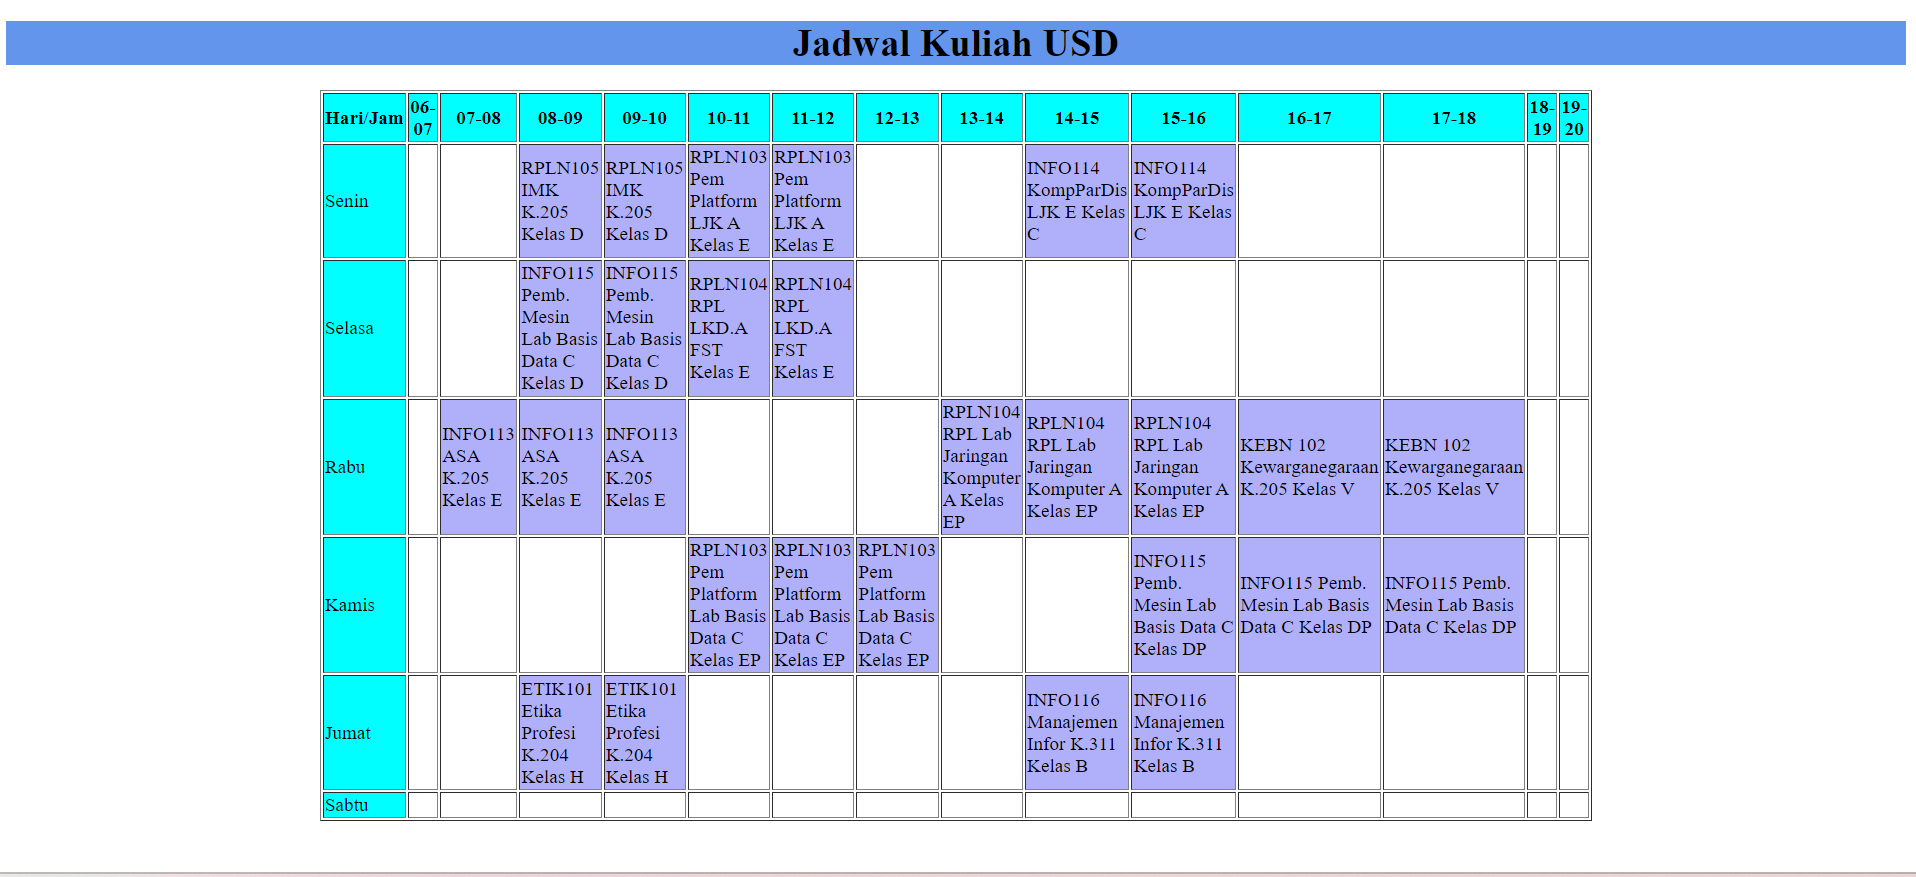 Jadwal Kuliah USD
Hari/Jam 06-07 07-08 08-09 09-10 10-11 11-12 12-13 13-14 14-15 15-16 16-17 17-18 18-19 19-20
Senin
RPLN105
IMK
K.205
Kelas D
RPLN105
IMK
K.205
Kelas D
RPLN103
Pem
Platform
LJK A
Kelas E
RPLN103
Pem
Platform
LJK A
Kelas E
INFO114
KompParDis
LJK E Kelas
C
INFO114
KompParDis
LJK E Kelas
C
Selasa
INFO115
Pemb.
Mesin
Lab Basis
Data C
Kelas D
INFO115
Pemb.
Mesin
Lab Basis
Data C
Kelas D
RPLN104
RPL
LKD.A
FST
Kelas E
RPLN104
RPL
LKD.A
FST
Kelas E
Rabu
INFO113
ASA
K.205
Kelas E
INFO113
ASA
K.205
Kelas E
INFO113
ASA
K.205
Kelas E
RPLN104
RPL Lab
Jaringan
Komputer
A Kelas
EP
RPLN104
RPL Lab
Jaringan
Komputer A
Kelas EP
RPLN104
RPL Lab
Jaringan
Komputer A
Kelas EP
KEBN 102
Kewarganegaraan
K.205 Kelas V
KEBN 102
Kewarganegaraan
K.205 Kelas V
Kamis
RPLN103
Pem
Platform
Lab Basis
Data C
Kelas EP
RPLN103
Pem
Platform
Lab Basis
Data C
Kelas EP
RPLN103
Pem
Platform
Lab Basis
Data C
Kelas EP
INFO115
Pemb.
Mesin Lab
Basis Data C
Kelas DP
INFO115 Pemb.
Mesin Lab Basis
Data C Kelas DP
INFO115 Pemb.
Mesin Lab Basis
Data C Kelas DP
Jumat
ETIK101
Etika
Profesi
K.204
Kelas H
ETIK101
Etika
Profesi
K.204
Kelas H
INFO116
Manajemen
Infor K.311
Kelas B
INFO116
Manajemen
Infor K.311
Kelas B
Sabtu